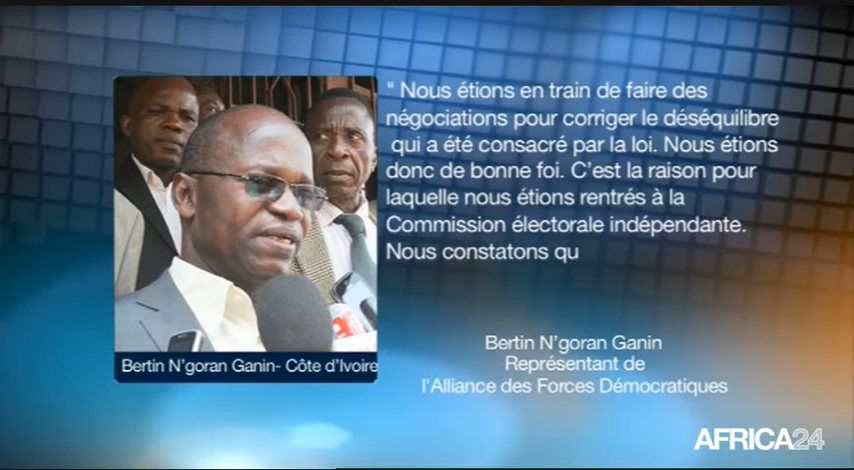 " Nous étions en train de faire des
négociations pour corriger le déséquilibre
qui a été consacré par la loi. Nous étions
donc de bonne foi. C'est la raison pour
laquelle nous étions rentrés à la
Commission électorale indépendante.
Nous constatons qu
Bertin N'goran Ganin- Côte d'Ivoire
Bertin N'goran Ganin
Représentant de
l'Alliance des Forces Démocratiques
AFRICA24